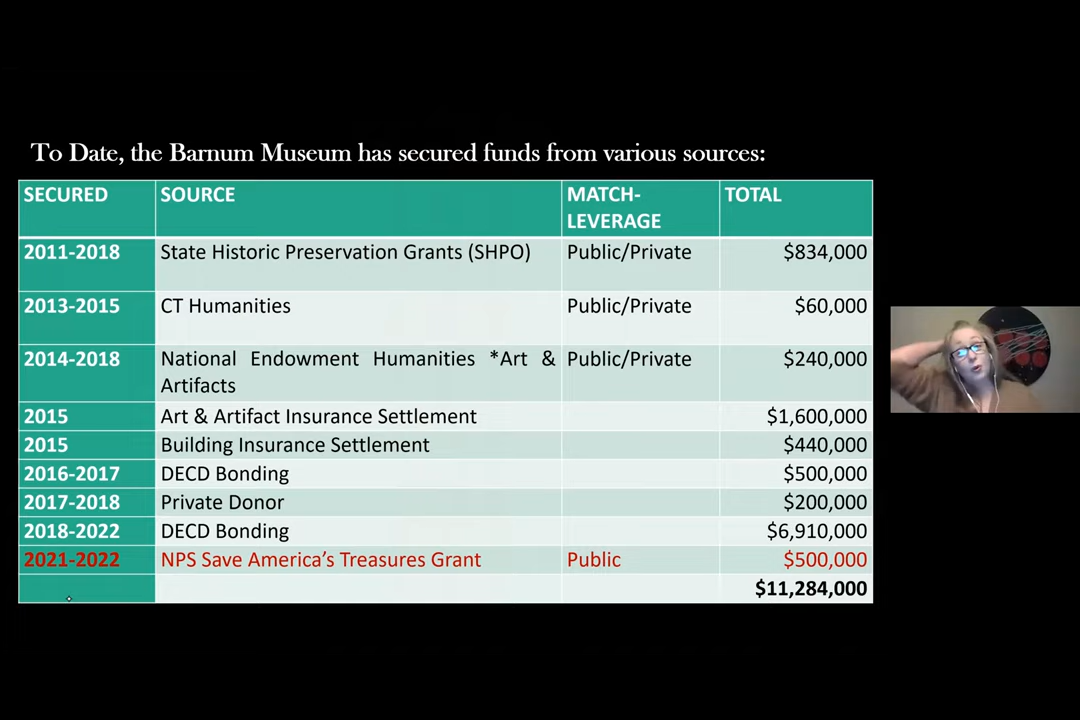 To Date, the Barnum Museum has secured funds from various sources:
SECURED SOURCE MATCH-
LEVERAGE TOTAL
2011-2018 State Historic Preservation Grants (SHPO) Public/Private $834,000
2013-2015 CT Humanities Public/Private $60,000
2014-2018 National Endowment Humanities *Art & Public/Private $240,000
Artifacts
2015 Art & Artifact Insurance Settlement $1,600,000
2015 Building Insurance Settlement $440,000
2016-2017 DECD Bonding $500,000
2017-2018 Private Donor $200,000
2018-2022 DECD Bonding $6,910,000
2021-2022 NPS Save America’s Treasures Grant Public $500,000
$11,284,000